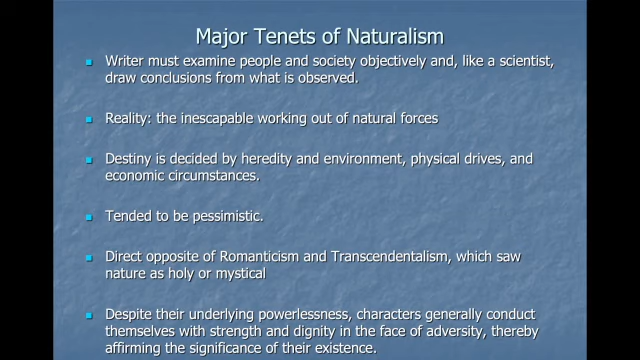 Major Tenets of Naturalism
Writer must examine people and society objectively and, like a scientist,
draw conclusions from what is observed.
Reality: the inescapable working out of natural forces
Destiny is decided by heredity and environment, physical drives, and
economic circumstances.
Tended to be pessimistic.
Direct opposite of Romanticism and Transcendentalism, which saw
nature as holy or mystical
Despite their underlying powerlessness, characters generally conduct
themselves with strength and dignity in the face of adversity, thereby
affirming the significance of their existence.